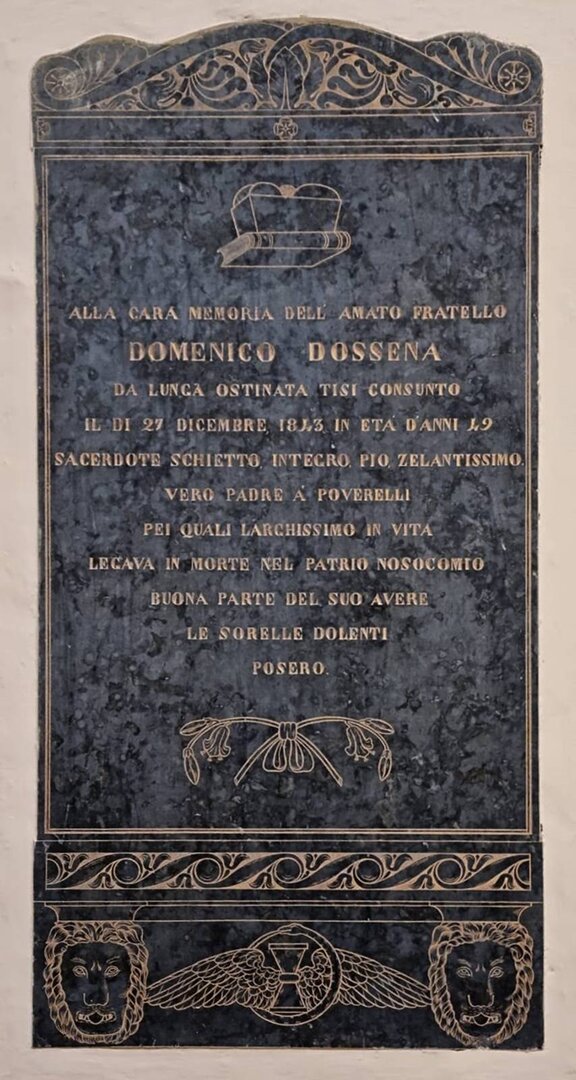 ALLA CARA MEMORIA DELL' AMATO FRATELLO
DOMENICO DOSSENA
DA LUNGA OSTINATA TISI CONSUNTO
IL DI 27 DICEMBRE 1843 IN ETÀ D'ANNI 49
SACERDOTE SCHIETTO, INTEGRO, PIO, ZELANTISSIMO.
VERO PADRE A' POVERELLI
PEI QUALI LARGHISSIMO IN VITA
LEGAVA IN MORTE NEL PATRIO NOSOCOMIO
BUONA PARTE DEL SUO AVERE
LE SORELLE DOLENTI
POSERO.